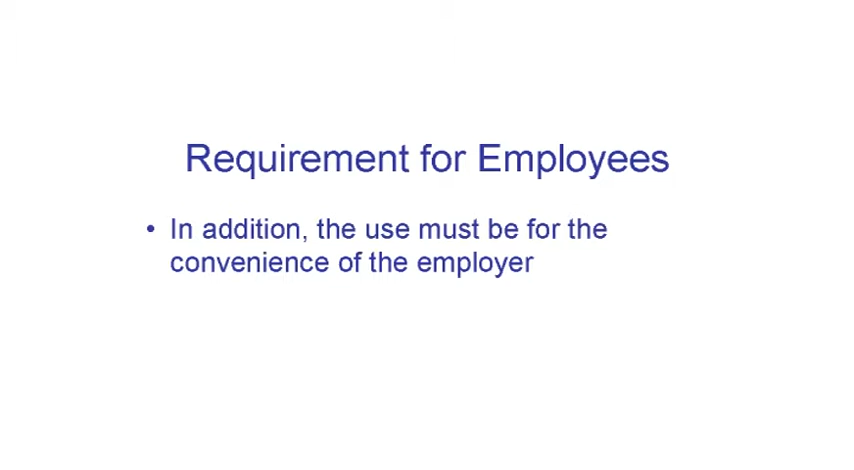 Requirement for Employees
• In addition, the use must be for the
convenience of the employer